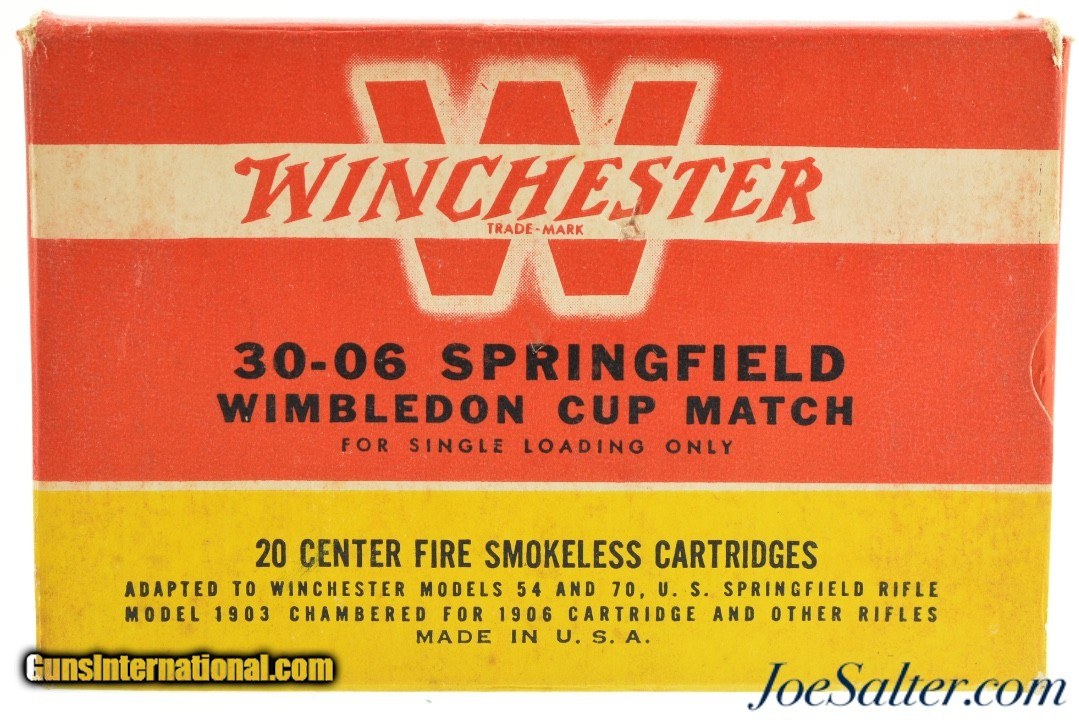 W
WINCHESTER
TRADE-MARK
30-06 SPRINGFIELD
WIMBLEDON CUP MATCH
FOR SINGLE LOADING ONLY
20 CENTER FIRE SMOKELESS CARTRIDGES
ADAPTED TO WINCHESTER MODELS 54 AND 70, U. S. SPRINGFIELD RIFLE
MODEL 1903 CHAMBERED FOR 1906 CARTRIDGE AND OTHER RIFLES
MADE IN U. S. A.
GunsInternational.com
JoeSalter.com